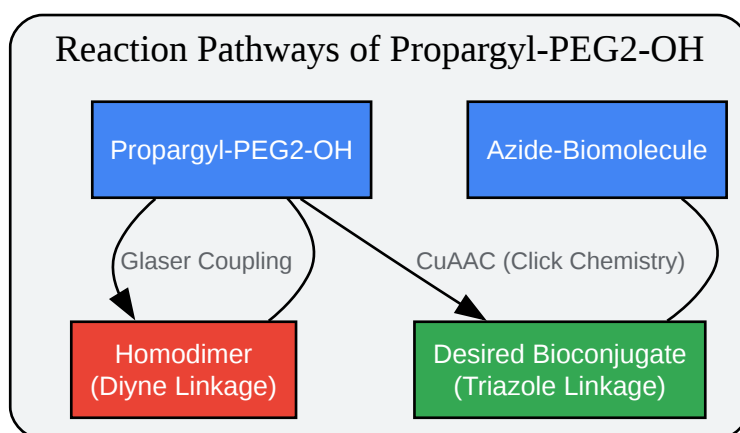 Reaction Pathways of Propargyl-PEG2-OH
Propargyl-PEG2-OH
Azide-Biomolecule
Glaser Coupling
CuAAC (Click Chemistry)
Homodimer
(Diyne Linkage)
Desired Bioconjugate
(Triazole Linkage)